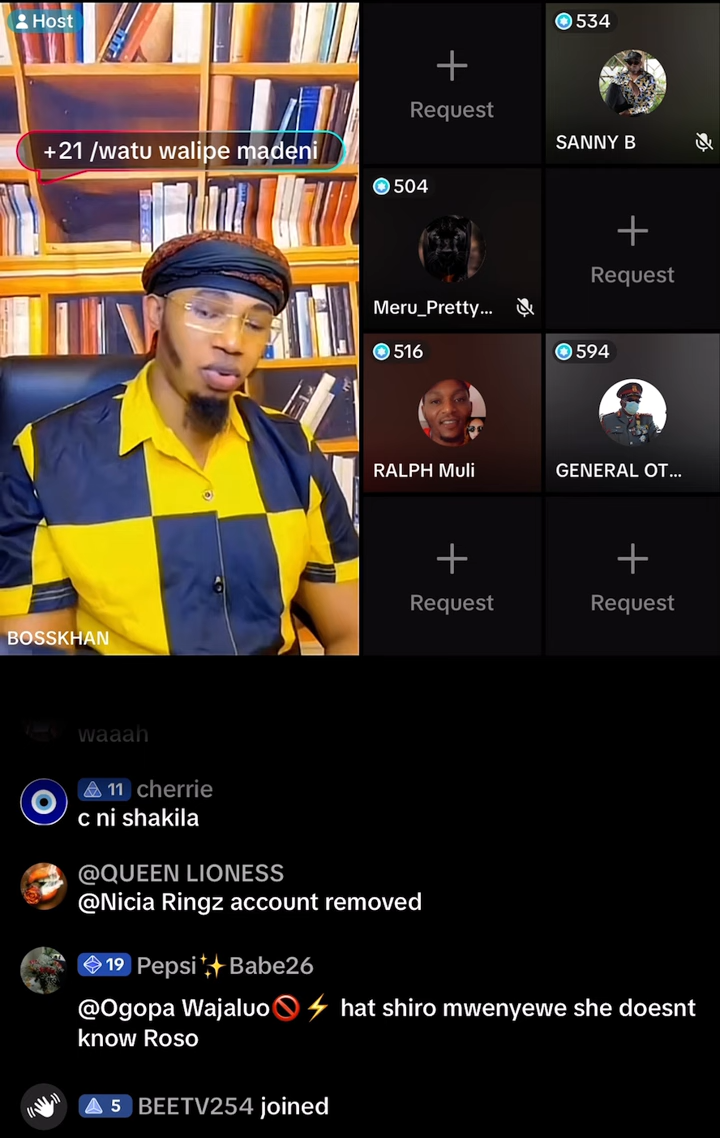 Host
+21 /watu walipe madeni
BOSSKHAN
Request
534
SANNY B
504
Meru_Pretty...
Request
516
RALPH Muli
594
GENERAL OT...
Request
Request
waaah
11 cherrie
c ni shakila
@QUEEN LIONESS
@Nicia Ringz account removed
19 Pepsi✨Babe26
@Ogopa Wajaluo🚫⚡ hat shiro mwenyewe she doesnt
know Roso
5 BEETV254 joined